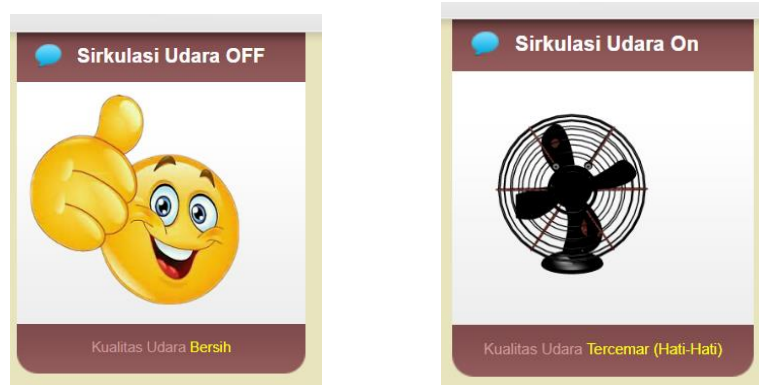 Sirkulasi Udara OFF
Kualitas Udara Bersih
Sirkulasi Udara On
Kualitas Udara Tercemar (Hati-Hati)